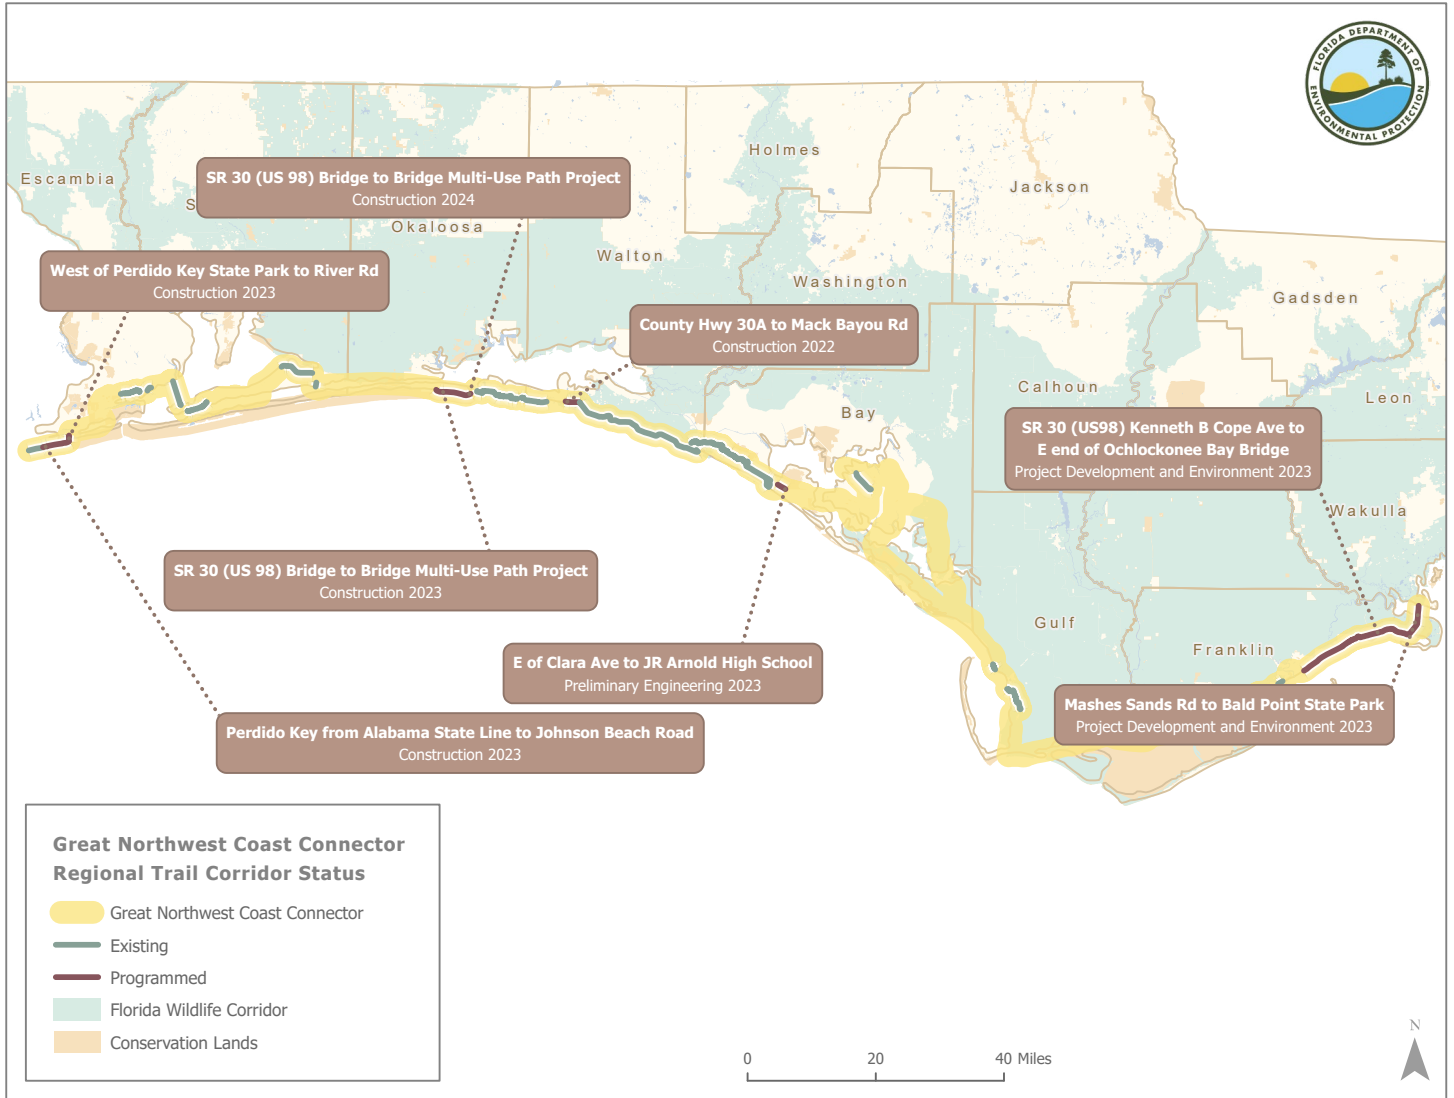 FLORIDA DEPARTMENT OF
ENVIRONMENTAL PROTECTION
Holmes
Escambia
Jackson
SR 30 (US 98) Bridge to Bridge Multi-Use Path Project
Construction 2024
S
Okaloosa
Walton
Washington
Gadsden
West of Perdido Key State Park to River Rd
Construction 2023
County Hwy 30A to Mack Bayou Rd
Construction 2022
Calhoun
Leon
Bay
SR 30 (US98) Kenneth B Cope Ave to
E end of Ochlockonee Bay Bridge
Project Development and Environment 2023
Wakulla
SR 30 (US 98) Bridge to Bridge Multi-Use Path Project
Construction 2023
Gulf
Franklin
E of Clara Ave to JR Arnold High School
Preliminary Engineering 2023
Mashes Sands Rd to Bald Point State Park
Project Development and Environment 2023
Perdido Key from Alabama State Line to Johnson Beach Road
Construction 2023
Great Northwest Coast Connector
Regional Trail Corridor Status
Great Northwest Coast Connector
Existing
Programmed
Florida Wildlife Corridor
Conservation Lands
0 20 40 Miles
N